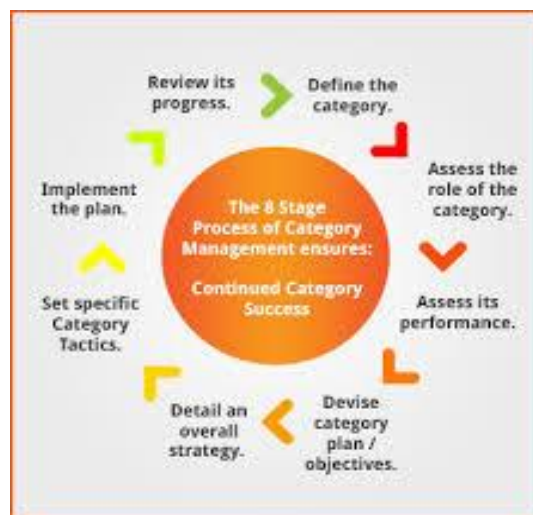 The 8 Stage
Process of Category
Management ensures:
Continued Category
Success
Define the
category.
Assess the
role of the
category.
Assess its
performance.
Devise
category
plan /
objectives.
Detail an
overall
strategy.
Set specific
Category
Tactics.
Implement
the plan.
Review its
progress.